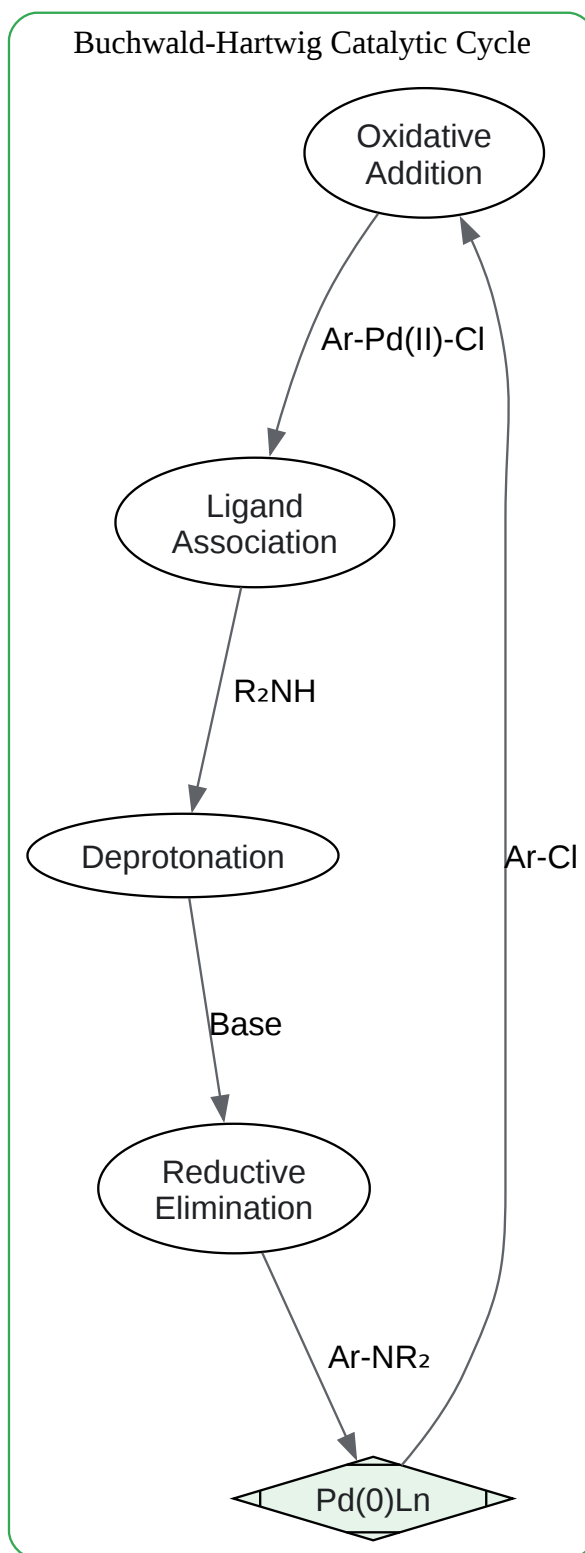 Buchwald-Hartwig Catalytic Cycle
Oxidative
Addition
Ar-Pd(II)-Cl
Ligand
Association
R₂NH
Deprotonation
Ar-Cl
Base
Reductive
Elimination
Ar-NR₂
Pd(0)Ln